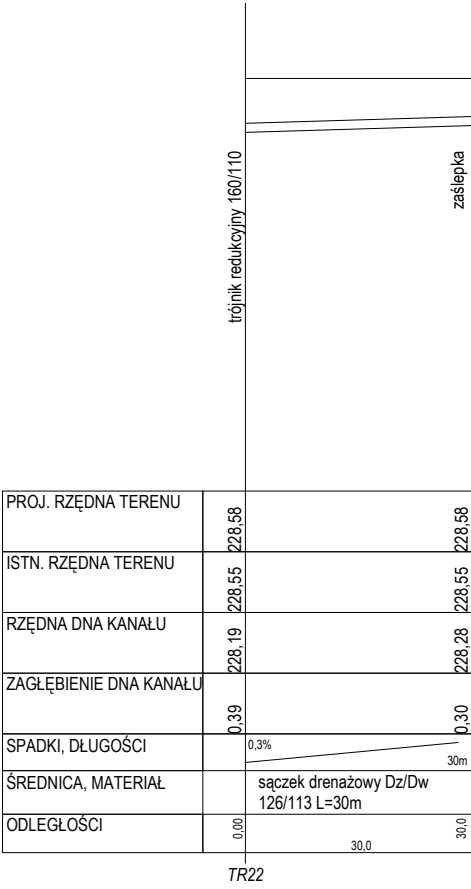 trójnik redukcyjny 160/110
zaślepka
PROJ. RZĘDNA TERENU 228,58 228,58
ISTN. RZĘDNA TERENU 228,55 228,55
RZĘDNA DNA KANAŁU 228,19 228,28
ZAGŁĘBIENIE DNA KANAŁU 0,39 0,30
SPADKI, DŁUGOŚCI 0,3% 30m
ŚREDNICA, MATERIAŁ sączek drenażowy Dz/Dw
126/113 L=30m
ODLEGŁOŚCI 0,00 30,0 30,0
TR22